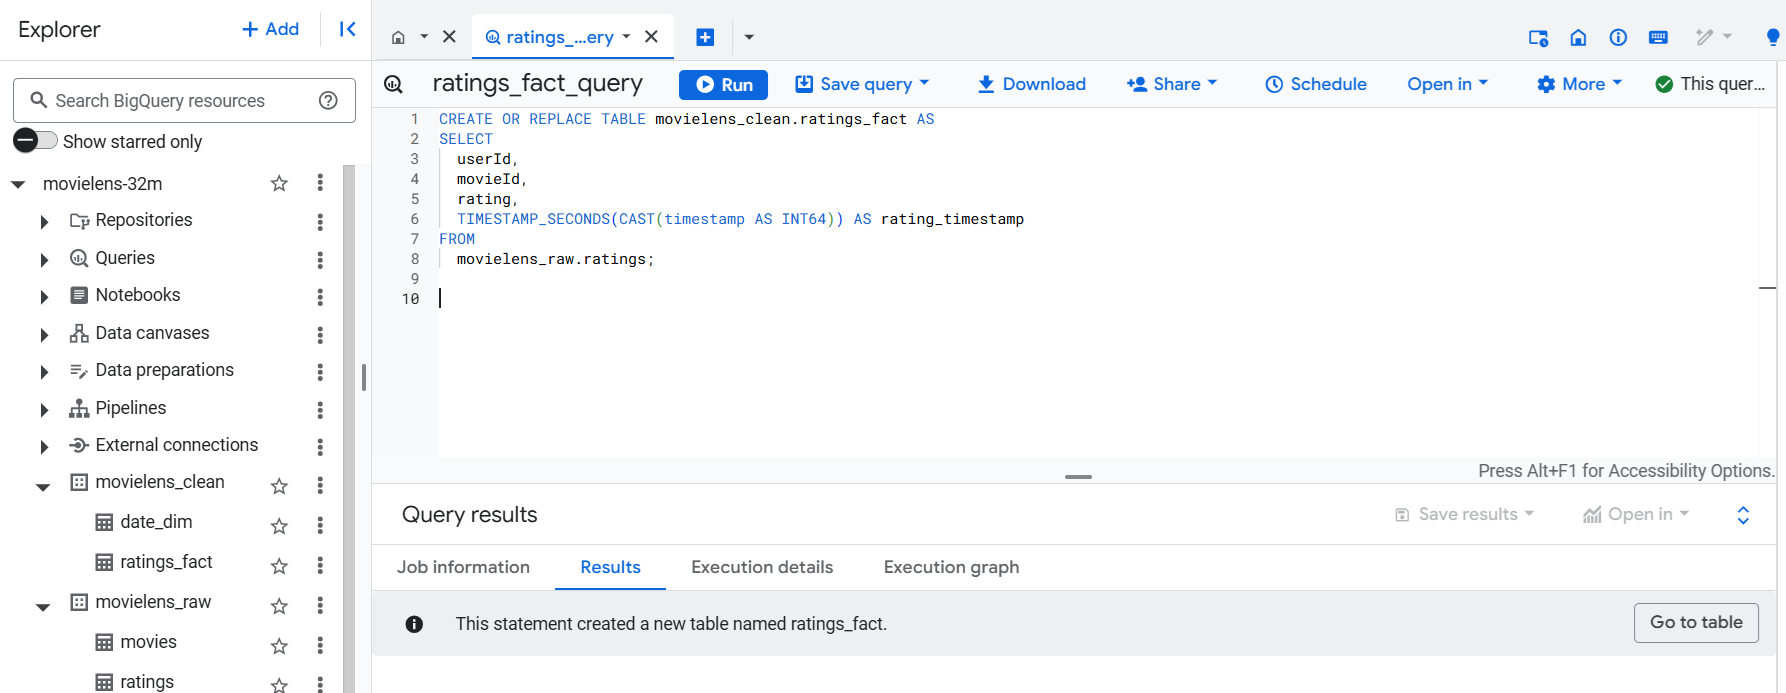 Explorer
+ Add
Search BigQuery resources
Show starred only
movielens-32m
Repositories
Queries
Notebooks
Data canvases
Data preparations
Pipelines
External connections
movielens_clean
date_dim
ratings_fact
movielens_raw
movies
ratings
ratings_...ery
ratings_fact_query
Run
Save query
Download
Share
Schedule
Open in
More
This quer...
1 CREATE OR REPLACE TABLE movielens_clean.ratings_fact AS
2 SELECT
3 userId,
4 movieId,
5 rating,
6 TIMESTAMP_SECONDS(CAST(timestamp AS INT64)) AS rating_timestamp
7 FROM
8 movielens_raw.ratings;
9
10
Press Alt+F1 for Accessibility Options.
Query results
Save results
Open in
Job information
Results
Execution details
Execution graph
This statement created a new table named ratings_fact.
Go to table